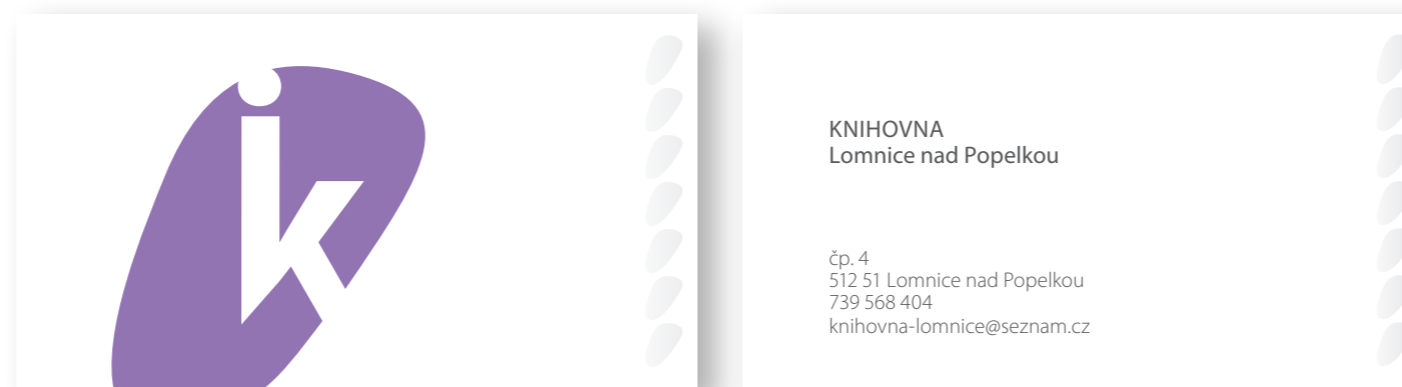 k
KNIHOVNA
Lomnice nad Popelkou
čp. 4
512 51 Lomnice nad Popelkou
739 568 404
knihovna-lomnice@seznam.cz